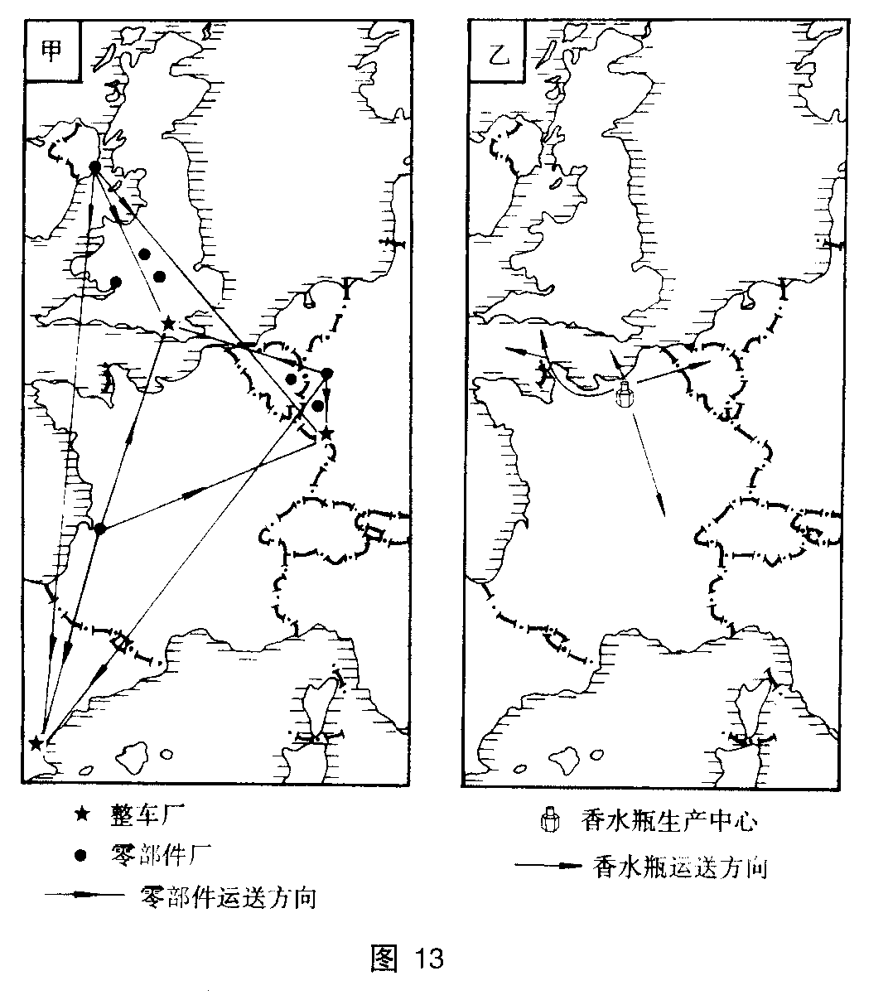 甲
乙
整车厂
零部件厂
零部件运送方向
香水瓶生产中心
香水瓶运送方向
图 13